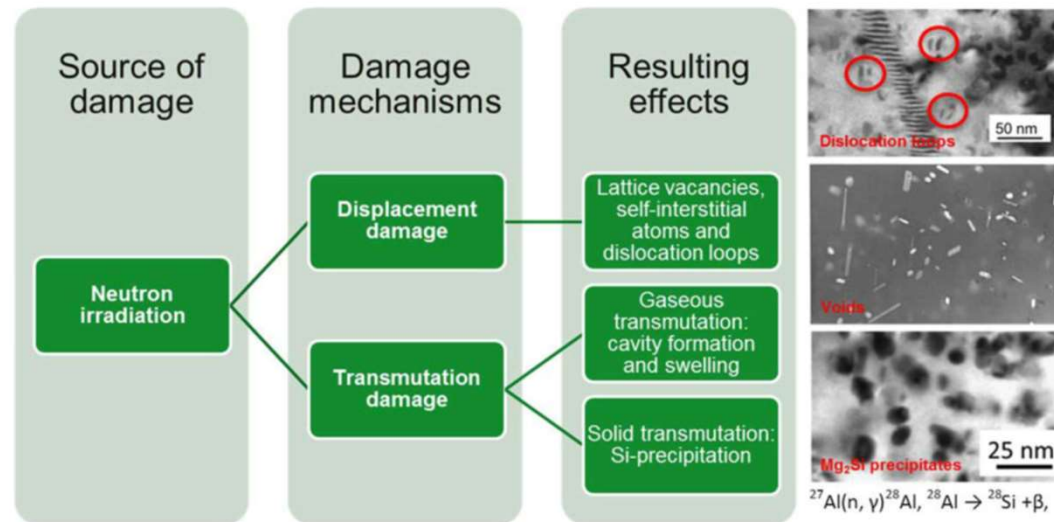 Source of
damage
Damage
mechanisms
Resulting
effects
Neutron
irradiation
Displacement
damage
Transmutation
damage
Lattice vacancies,
self-interstitial
atoms and
dislocation loops
Gaseous
transmutation:
cavity formation
and swelling
Solid transmutation:
Si-precipitation
50 nm
Dislocation loops
Voids
25 nm
Mg₂Si precipitates
²⁷Al(n, γ)²⁸Al, ²⁸Al → ²⁸Si +β,